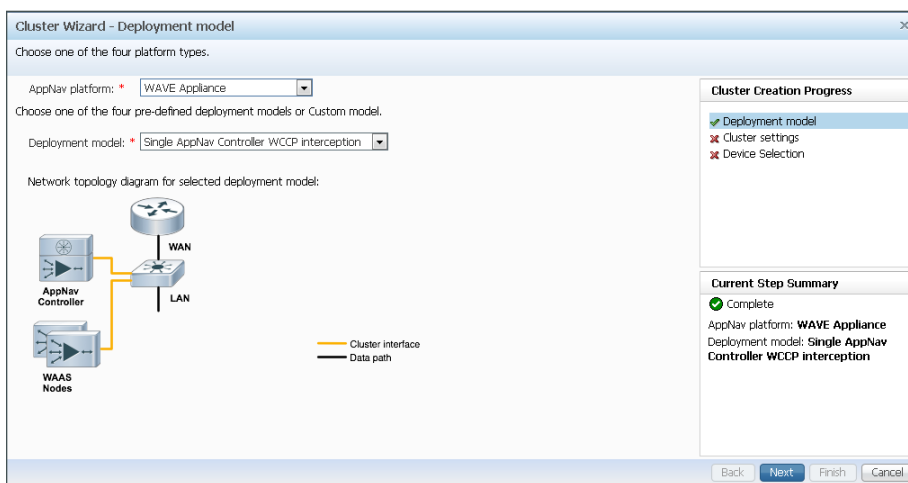 Cluster Wizard - Deployment model
Choose one of the four platform types.
AppNav platform: * WAVE Appliance
Choose one of the four pre-defined deployment models or Custom model.
Deployment model: * Single AppNav Controller WCCP interception
Network topology diagram for selected deployment model:
WAN
AppNav
Controller
LAN
WAAS
Nodes
Cluster interface
Data path
Cluster Creation Progress
Deployment model
Cluster settings
Device Selection
Current Step Summary
Complete
AppNav platform: WAVE Appliance
Deployment model: Single AppNav
Controller WCCP interception
Back Next Finish Cancel